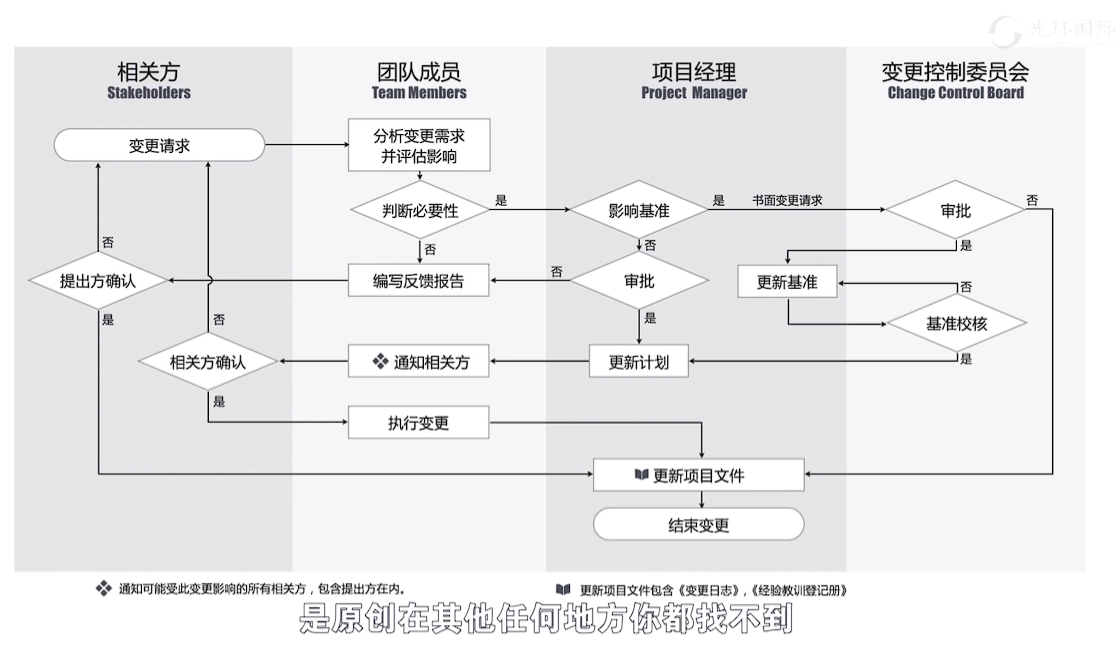 光环国际
相关方
Stakeholders
团队成员
Team Members
项目经理
Project Manager
变更控制委员会
Change Control Board
变更请求
分析变更需求
并评估影响
判断必要性
是
影响基准
是
书面变更请求
审批
否
否
否
否
是
提出方确认
编写反馈报告
否
审批
更新基准
否
是
否
是
基准校核
相关方确认
通知相关方
更新计划
是
是
执行变更
更新项目文件
结束变更
通知可能受此变更影响的所有相关方，包含提出方在内。
更新项目文件包含《变更日志》,《经验教训登记册》
是原创在其他任何地方你都找不到